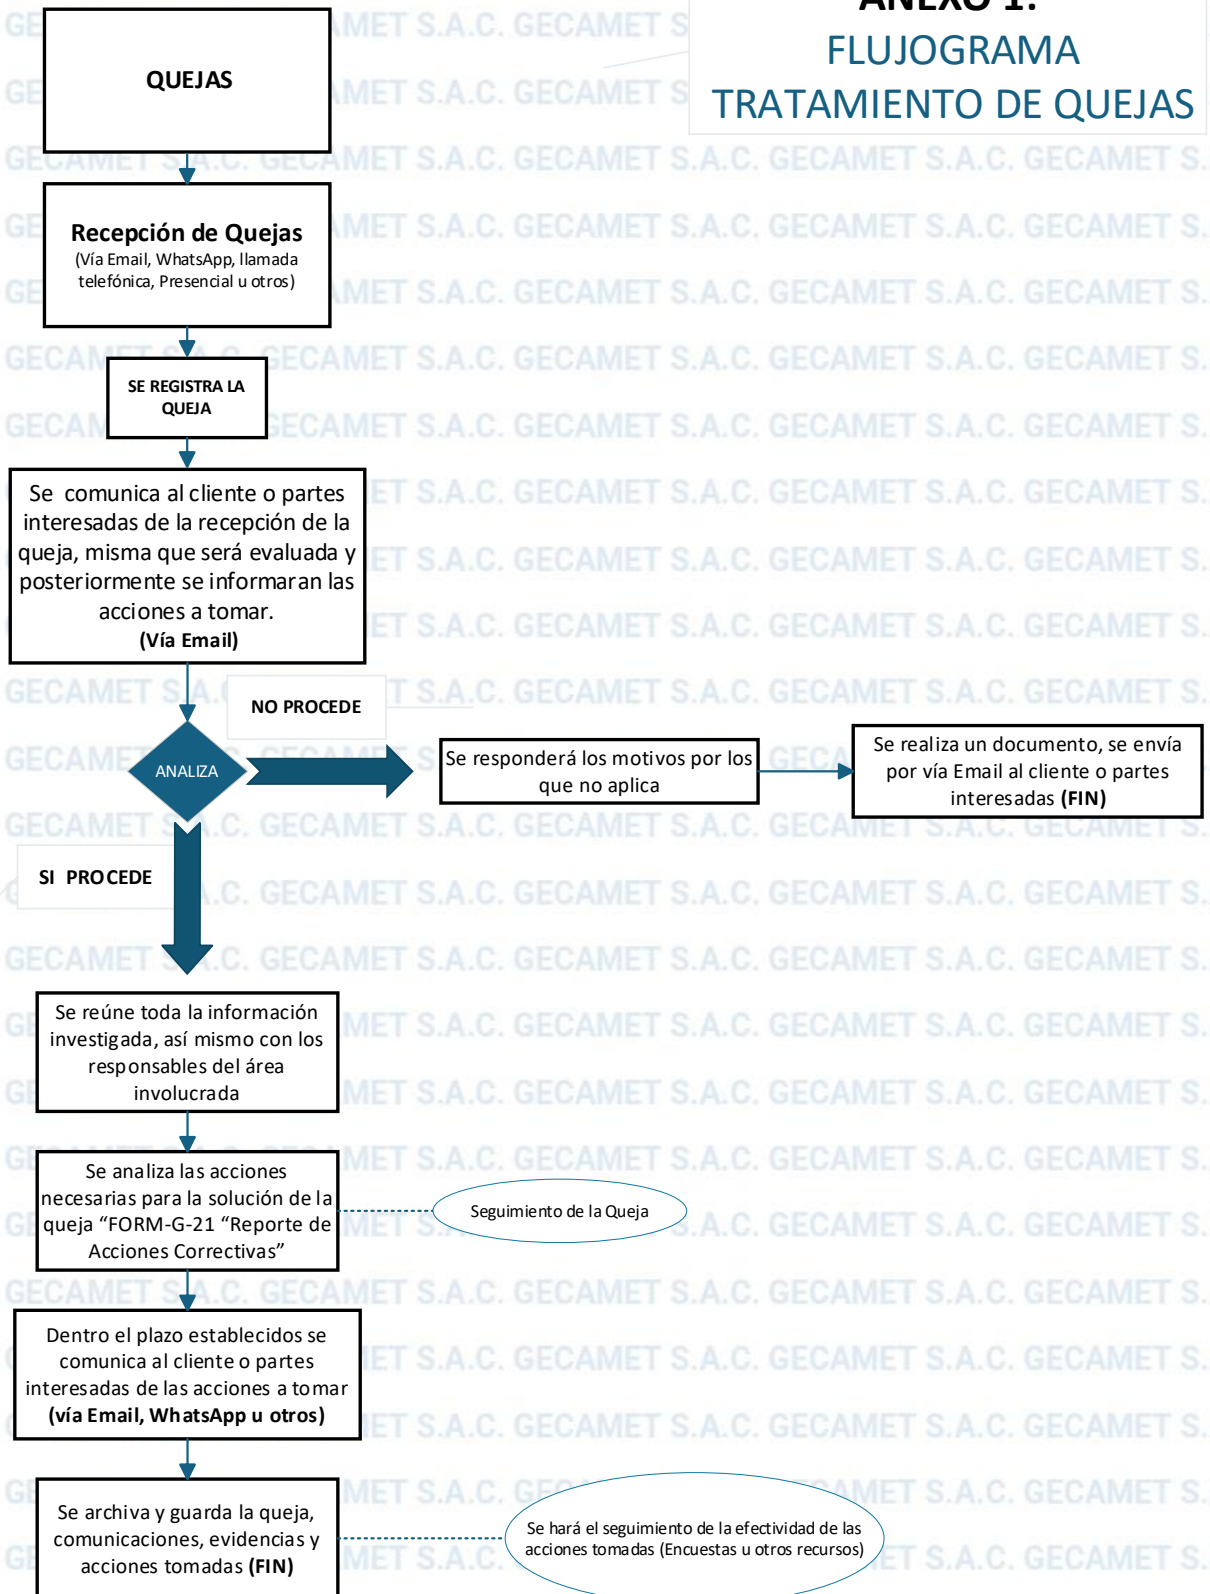 ANEXO 1:
FLUJOGRAMA
TRATAMIENTO DE QUEJAS
QUEJAS
Recepción de Quejas
(Vía Email, WhatsApp, llamada
telefónica, Presencial u otros)
SE REGISTRA LA
QUEJA
Se comunica al cliente o partes
interesadas de la recepción de la
queja, misma que será evaluada y
posteriormente se informaran las
acciones a tomar.
(Vía Email)
NO PROCEDE
ANALIZA
Se responderá los motivos por los
que no aplica
Se realiza un documento, se envía
por vía Email al cliente o partes
interesadas (FIN)
SI PROCEDE
Se reúne toda la información
investigada, así mismo con los
responsables del área
involucrada
Se analiza las acciones
necesarias para la solución de la
queja “FORM-G-21 “Reporte de
Acciones Correctivas”
Seguimiento de la Queja
Dentro el plazo establecidos se
comunica al cliente o partes
interesadas de las acciones a tomar
(vía Email, WhatsApp u otros)
Se archiva y guarda la queja,
comunicaciones, evidencias y
acciones tomadas (FIN)
Se hará el seguimiento de la efectividad de las
acciones tomadas (Encuestas u otros recursos)
GECAMET S.A.C. GECAMET S.A.C. GECAMET S.A.C. GECAMET S.A.C. GECAMET S.